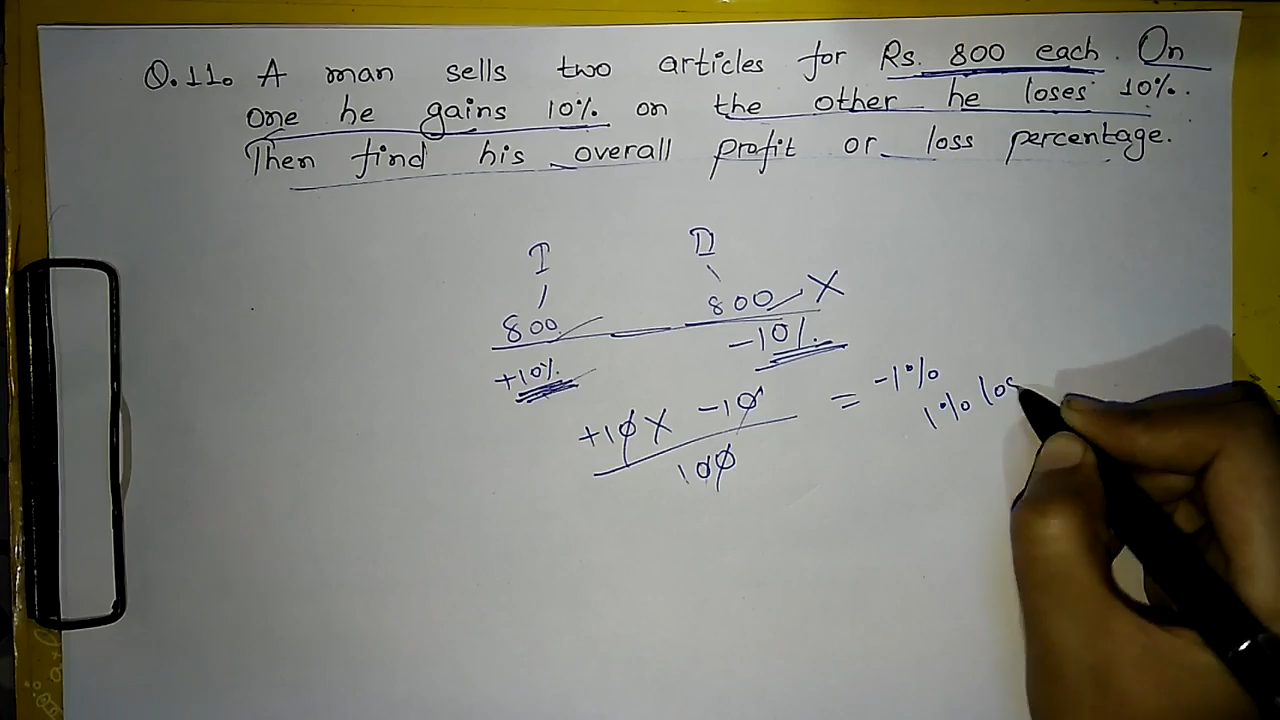 Q.11. A man sells two articles for Rs. 800 each. On
one he gains 10% on the other he loses 10%.
Then find his overall profit or loss percentage.
I II
800 800 X
+10% -10%
+10 X -10 = -1%
100
1% los